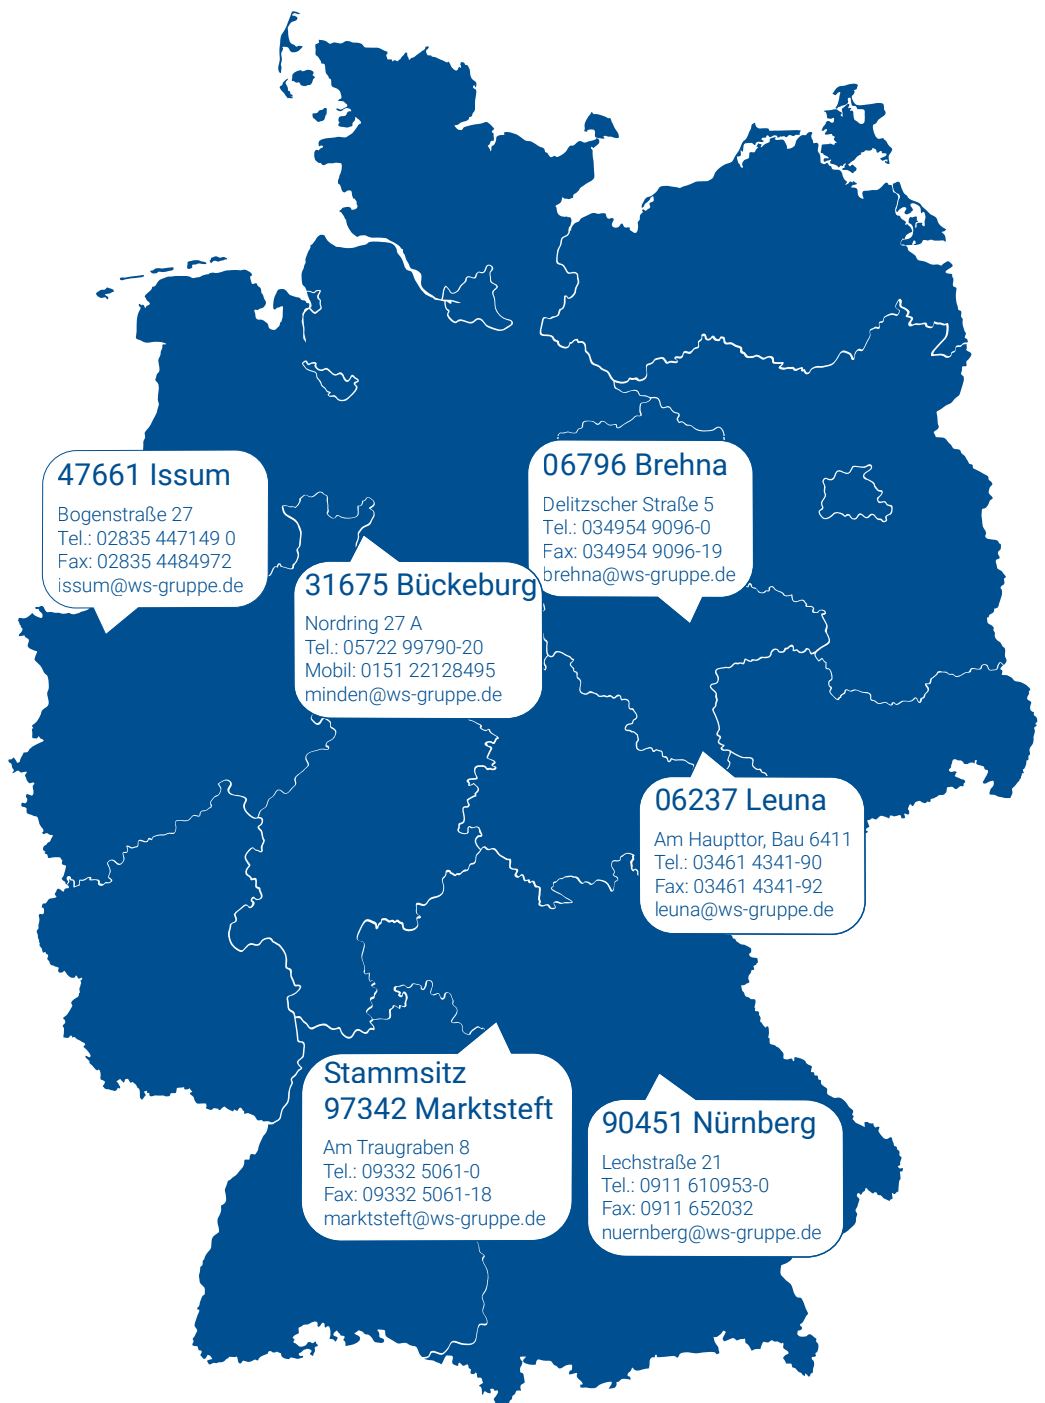 47661 Issum
Bogenstraße 27
Tel.: 02835 447149 0
Fax: 02835 4484972
issum@ws-gruppe.de
06796 Brehna
Delitzscher Straße 5
Tel.: 034954 9096-0
Fax: 034954 9096-19
brehna@ws-gruppe.de
31675 Bückeburg
Nordring 27 A
Tel.: 05722 99790-20
Mobil: 0151 22128495
minden@ws-gruppe.de
06237 Leuna
Am Haupttor, Bau 6411
Tel.: 03461 4341-90
Fax: 03461 4341-92
leuna@ws-gruppe.de
Stammsitz
97342 Marktsteft
Am Traugraben 8
Tel.: 09332 5061-0
Fax: 09332 5061-18
marktsteft@ws-gruppe.de
90451 Nürnberg
Lechstraße 21
Tel.: 0911 610953-0
Fax: 0911 652032
nuernberg@ws-gruppe.de